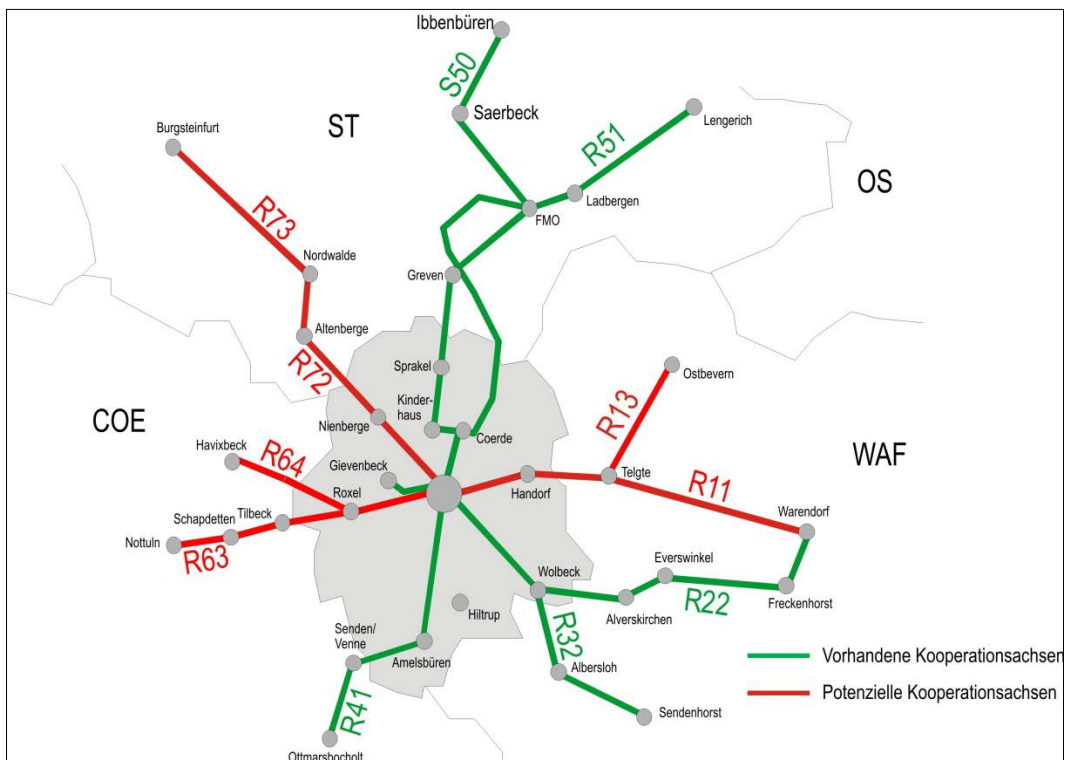 Ibbenbüren
S50
Saerbeck
ST
Burgsteinfurt
Lengerich
R51
OS
Ladbergen
FMO
R73
Nordwalde
Greven
Altenberge
R72
Sprakel
Ostbevern
Kinder-
haus
R13
COE
Nienberge
Coerde
WAF
Havixbeck
R64
Gievenbeck
Telgte
Handorf
R11
Roxel
Tilbeck
Schapdetten
Warendorf
Nottuln
R63
Everswinkel
Wolbeck
R22
Freckenhorst
Alverskirchen
Hiltrup
R32
Senden/
Venne
Amelsbüren
Vorhandene Kooperationsachsen
Albersloh
R41
Potenzielle Kooperationsachsen
Sendenhorst
Ottmarsbocholt